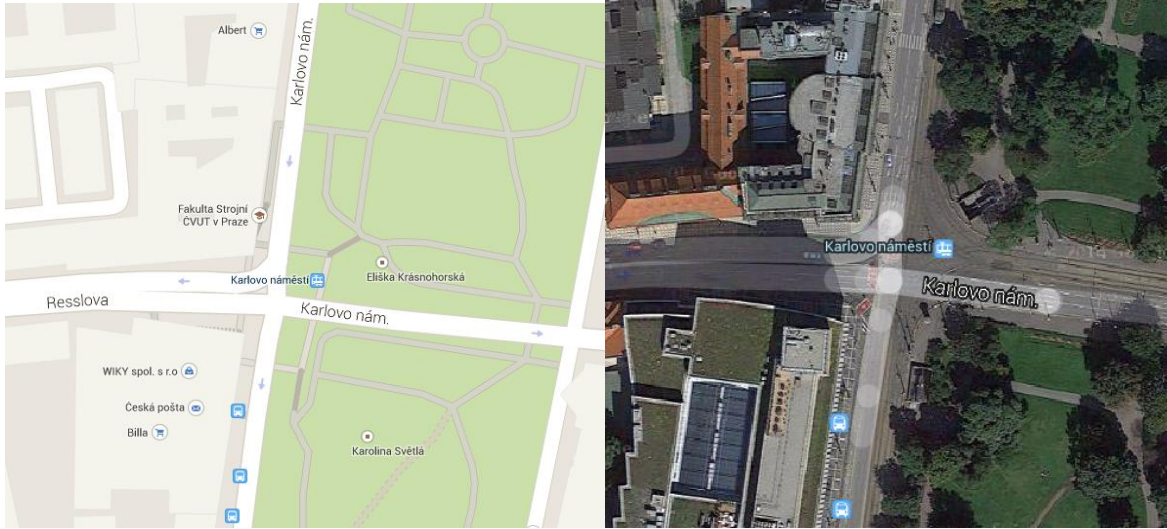 Albert
Karlovo nám.
Fakulta Strojní
ČVUT v Praze
Karlovo náměstí
Eliška Krásnohorská
Resslova
Karlovo nám.
WIKY spol. s r.o
Česká pošta
Billa
Karolina Světlá
Karlovo náměstí
Karlovo nám.